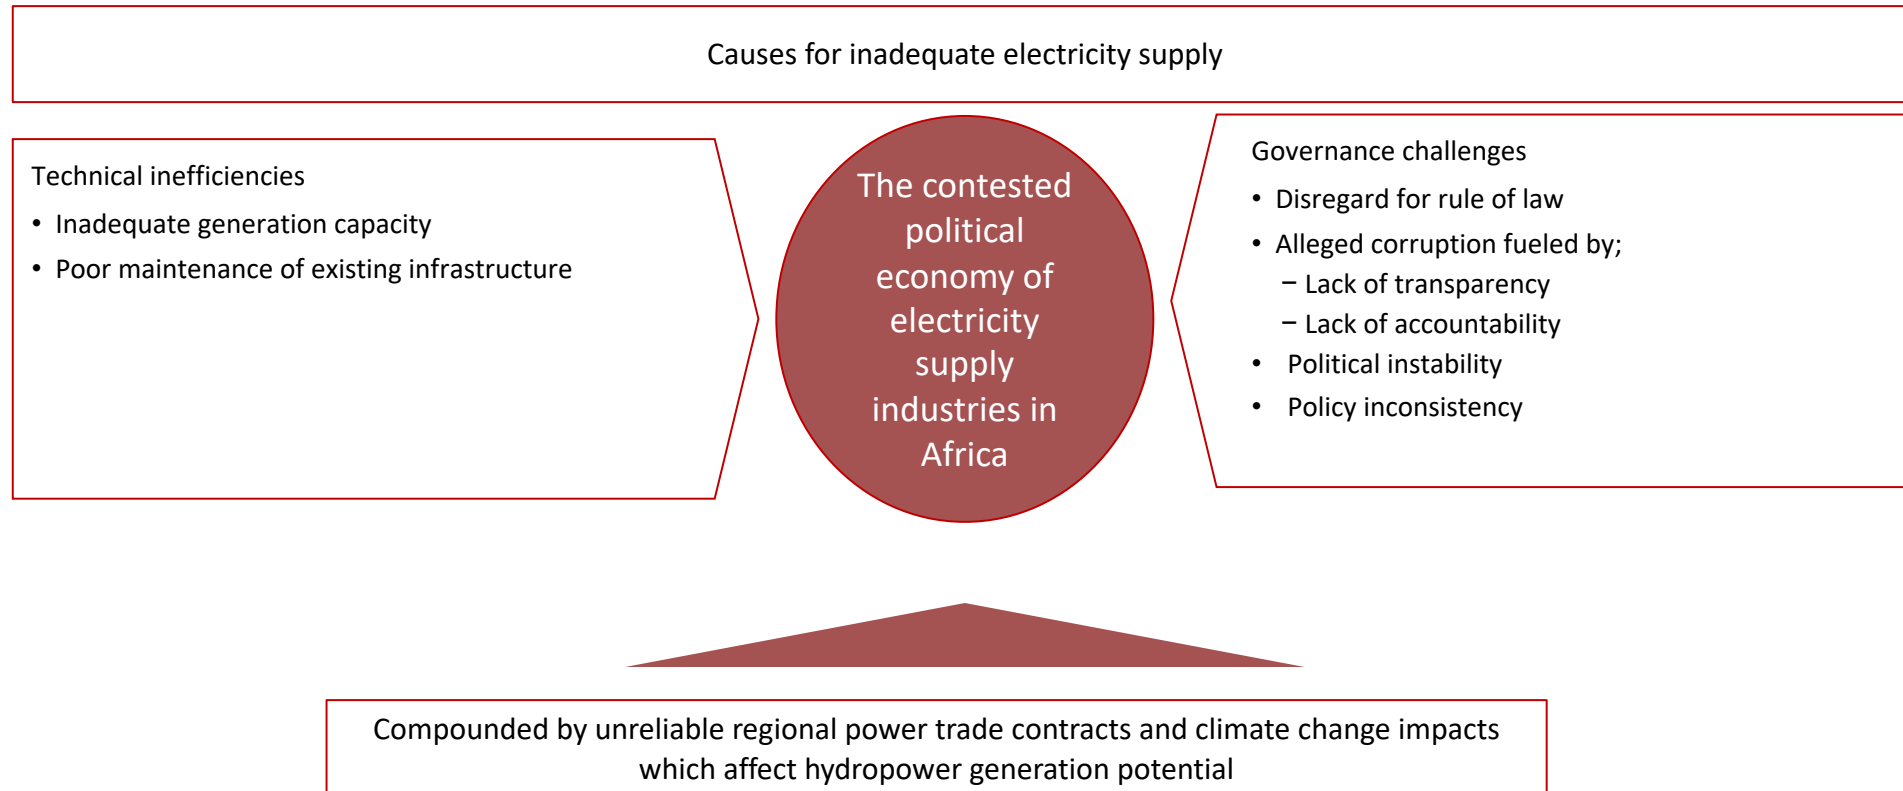 Causes for inadequate electricity supply
Technical inefficiencies
• Inadequate generation capacity
• Poor maintenance of existing infrastructure
The contested
political
economy of
electricity
supply
industries in
Africa
Governance challenges
• Disregard for rule of law
• Alleged corruption fueled by;
– Lack of transparency
– Lack of accountability
• Political instability
• Policy inconsistency
Compounded by unreliable regional power trade contracts and climate change impacts
which affect hydropower generation potential